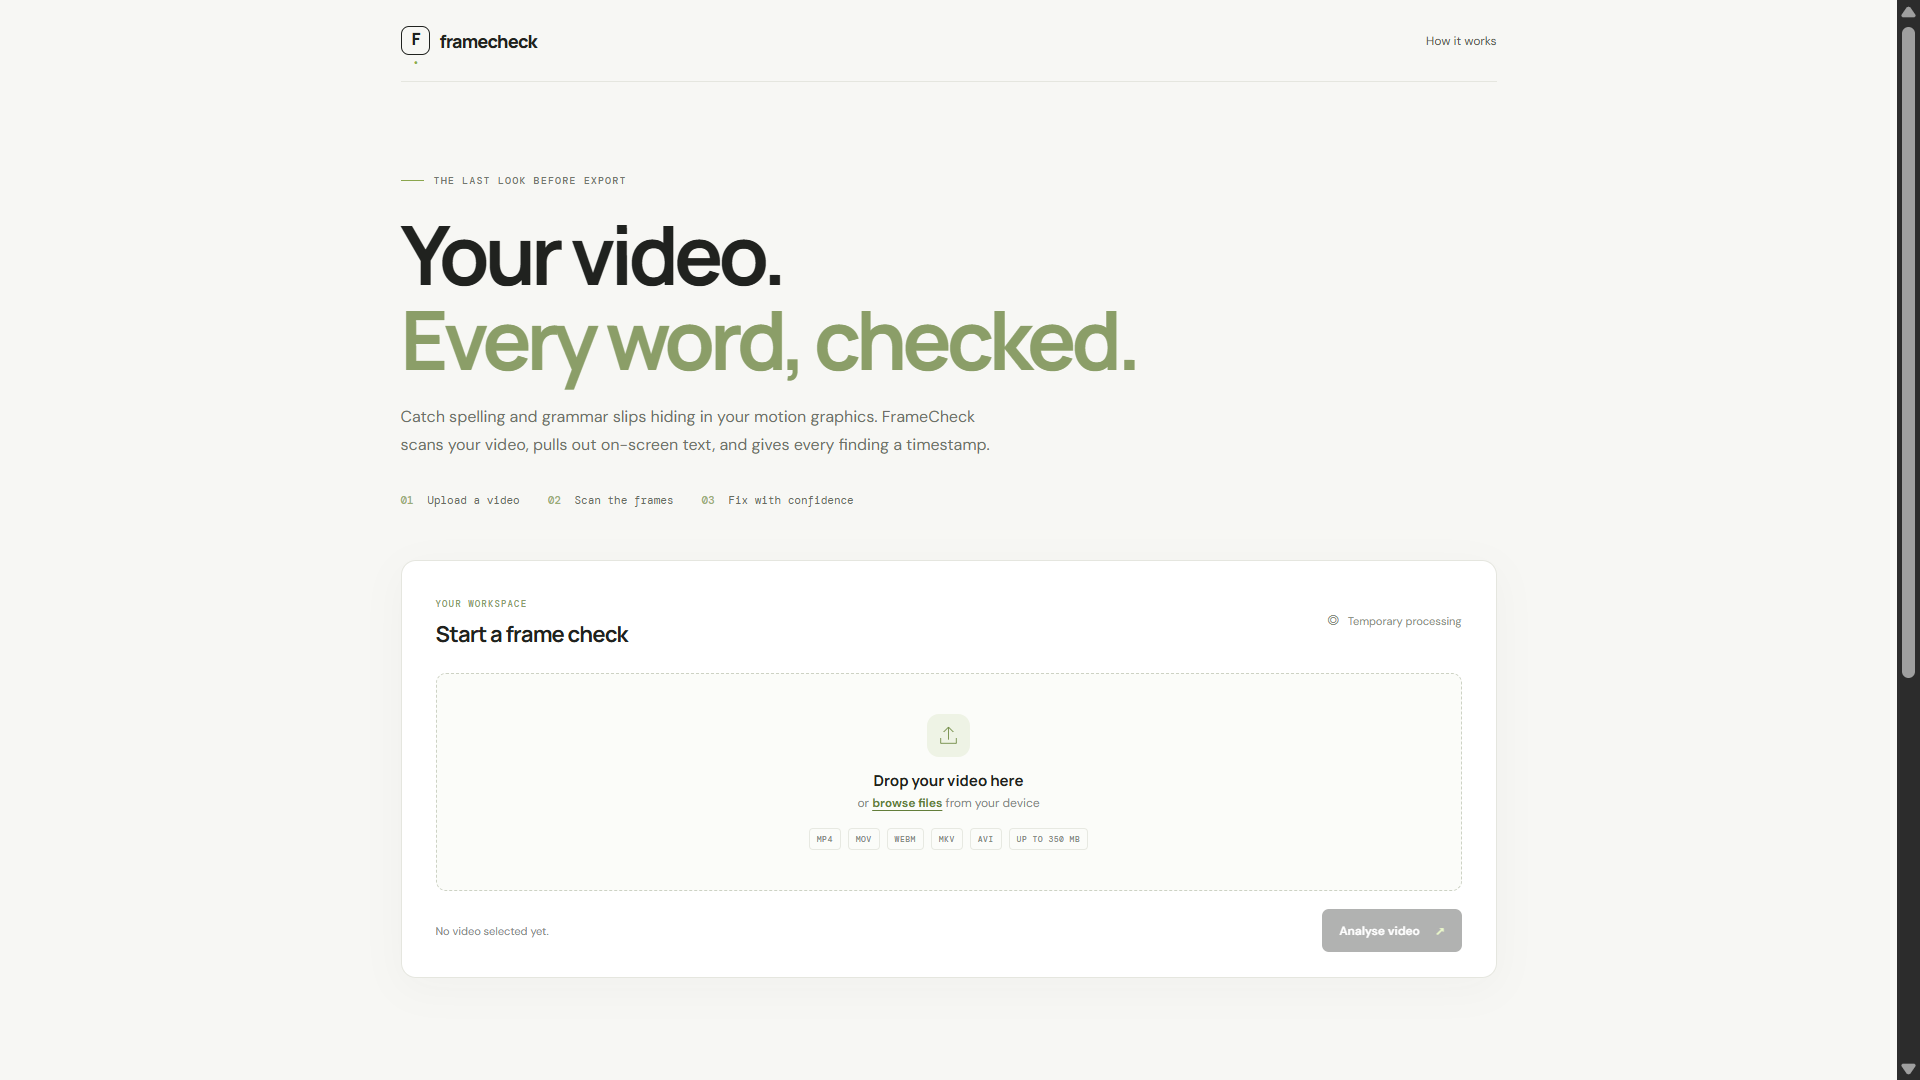 F framecheck
How it works
THE LAST LOOK BEFORE EXPORT
Your video.
Every word, checked.
Catch spelling and grammar slips hiding in your motion graphics. FrameCheck
scans your video, pulls out on-screen text, and gives every finding a timestamp.
01 Upload a video 02 Scan the frames 03 Fix with confidence
YOUR WORKSPACE
Start a frame check
Temporary processing
Drop your video here
or browse files from your device
MP4 MOV WEBM MKV AVI UP TO 350 MB
No video selected yet.
Analyse video ↗